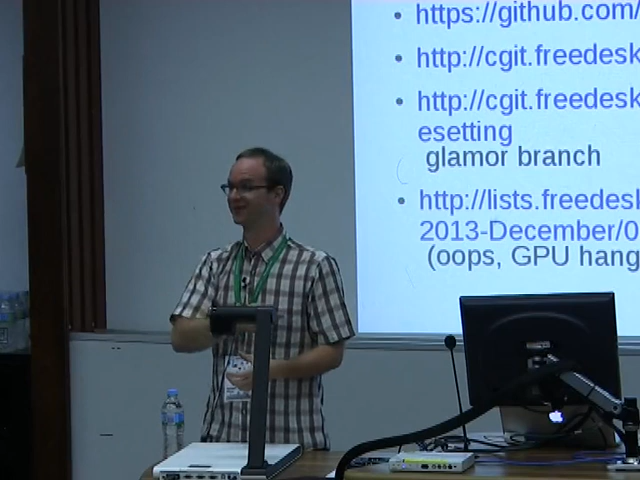 https://github.com/
http://cgit.freedesk
http://cgit.freedesk
esetting
glamor branch
http://lists.freedesk
2013-December/0
(oops, GPU hang